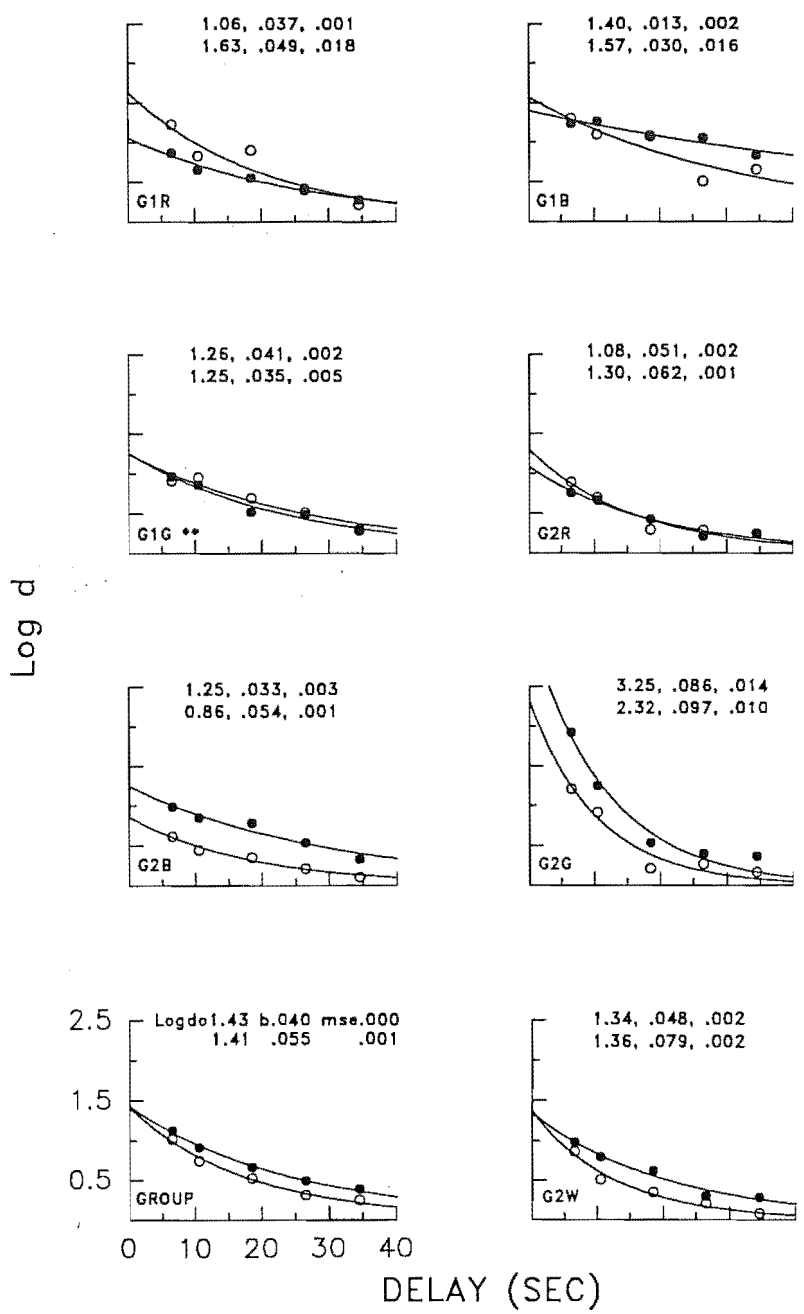 1.06, .037, .001
1.63, .049, .018
G1R
1.40, .013, .002
1.57, .030, .016
G1B
1.26, .041, .002
1.25, .035, .005
G1G **
1.08, .051, .002
1.30, .062, .001
G2R
Log d
1.25, .033, .003
0.86, .054, .001
G2B
3.25, .086, .014
2.32, .097, .010
G2G
Logdo1.43 b.040 mse.000
1.41 .055 .001
2.5
1.5
0.5
GROUP
0 10 20 30 40
1.34, .048, .002
1.36, .079, .002
G2W
DELAY (SEC)